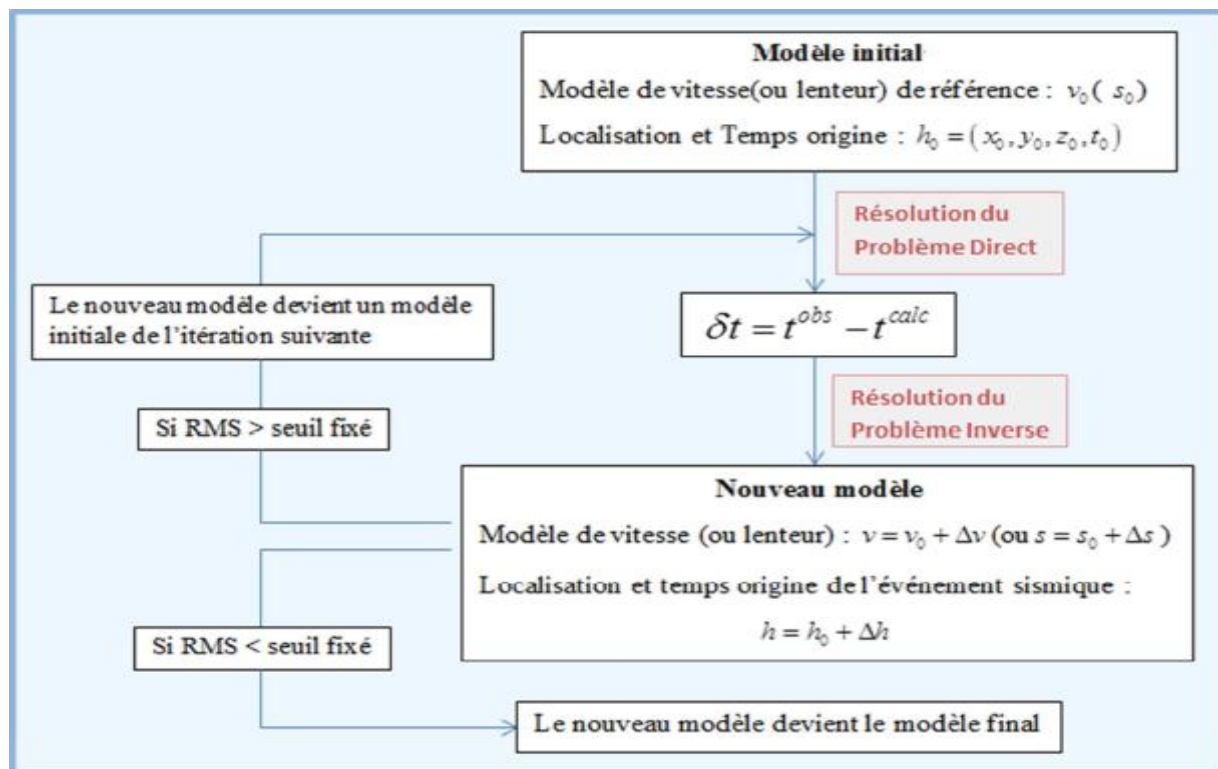 Modèle initial
Modèle de vitesse(ou lenteur) de référence : v₀( s₀)
Localisation et Temps origine : h₀ = (x₀, y₀, z₀, t₀)
Résolution du
Problème Direct
Le nouveau modèle devient un modèle
initiale de l'itération suivante
δt = t^obs − t^calc
Si RMS > seuil fixé
Résolution du
Problème Inverse
Nouveau modèle
Modèle de vitesse (ou lenteur) : v = v₀ + Δv (ou s = s₀ + Δs )
Localisation et temps origine de l'événement sismique :
h = h₀ + Δh
Si RMS < seuil fixé
Le nouveau modèle devient le modèle final